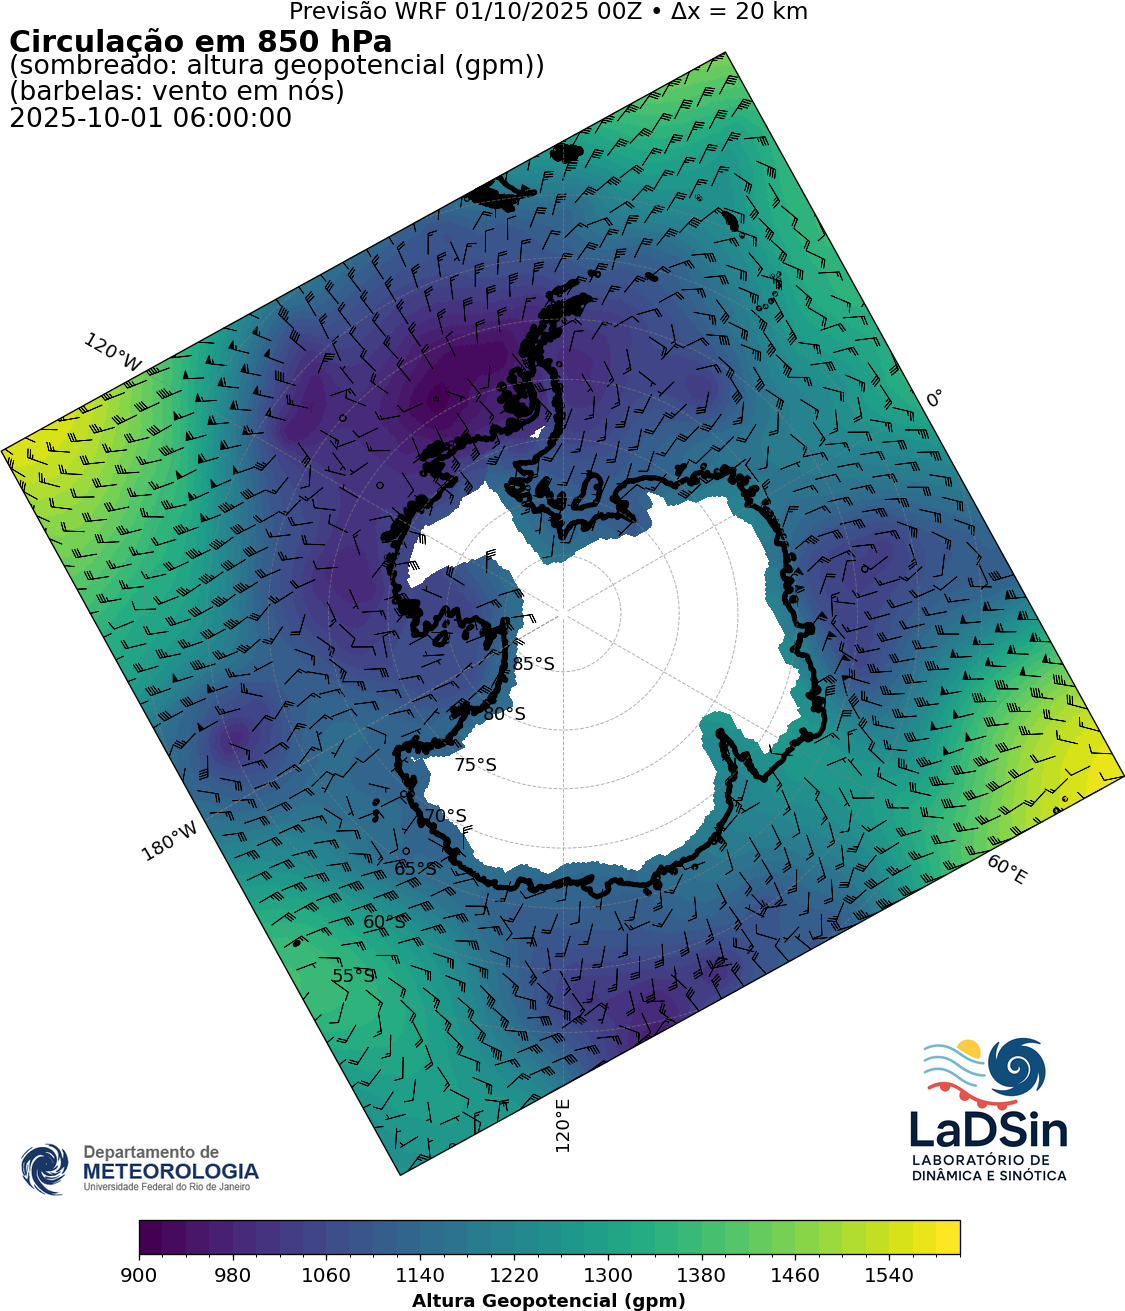 Previsão WRF 01/10/2025 00Z • Δx = 20 km
Circulação em 850 hPa
(sombreado: altura geopotencial (gpm))
(barbelas: vento em nós)
2025-10-01 06:00:00
120°W
0°
85°S
80°S
75°S
70°S
65°S
60°S
55°S
180°W
60°E
120°E
Departamento de
METEOROLOGIA
Universidade Federal do Rio de Janeiro
LaDSin
LABORATÓRIO DE
DINÂMICA E SINÓTICA
900 980 1060 1140 1220 1300 1380 1460 1540
Altura Geopotencial (gpm)